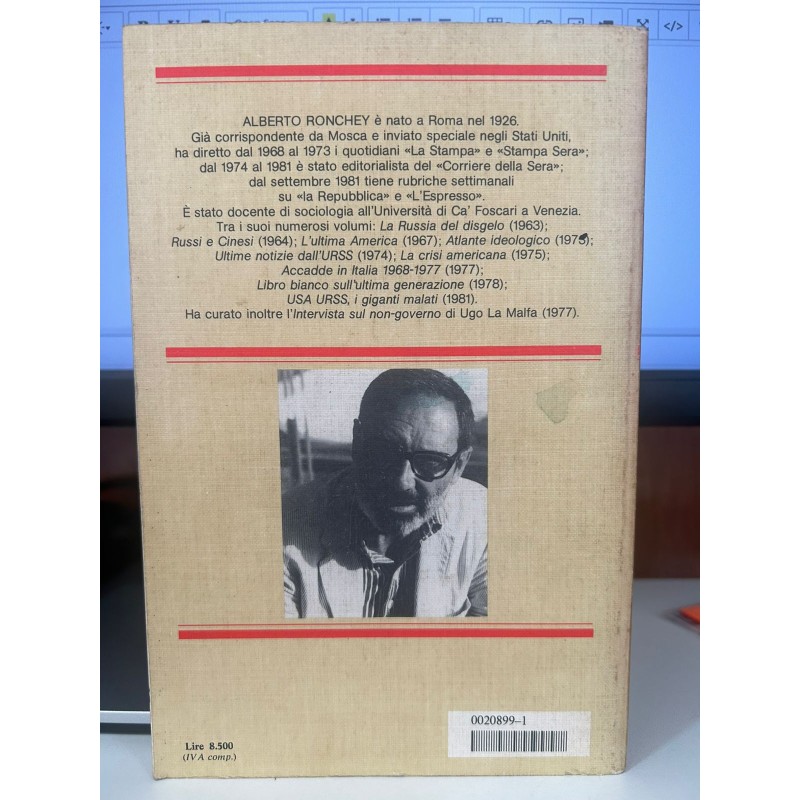 ALBERTO RONCHEY è nato a Roma nel 1926.
Già corrispondente da Mosca e inviato speciale negli Stati Uniti,
ha diretto dal 1968 al 1973 i quotidiani «La Stampa» e «Stampa Sera»;
dal 1974 al 1981 è stato editorialista del «Corriere della Sera»;
dal settembre 1981 tiene rubriche settimanali
su «la Repubblica» e «L'Espresso».
È stato docente di sociologia all'Università di Ca' Foscari a Venezia.
Tra i suoi numerosi volumi: La Russia del disgelo (1963);
Russi e Cinesi (1964); L'ultima America (1967); Atlante ideologico (1973);
Ultime notizie dall'URSS (1974); La crisi americana (1975);
Accadde in Italia 1968-1977 (1977);
Libro bianco sull'ultima generazione (1978);
USA URSS, i giganti malati (1981).
Ha curato inoltre l'Intervista sul non-governo di Ugo La Malfa (1977).
0020899-1
Lire 8.500
(IVA comp.)